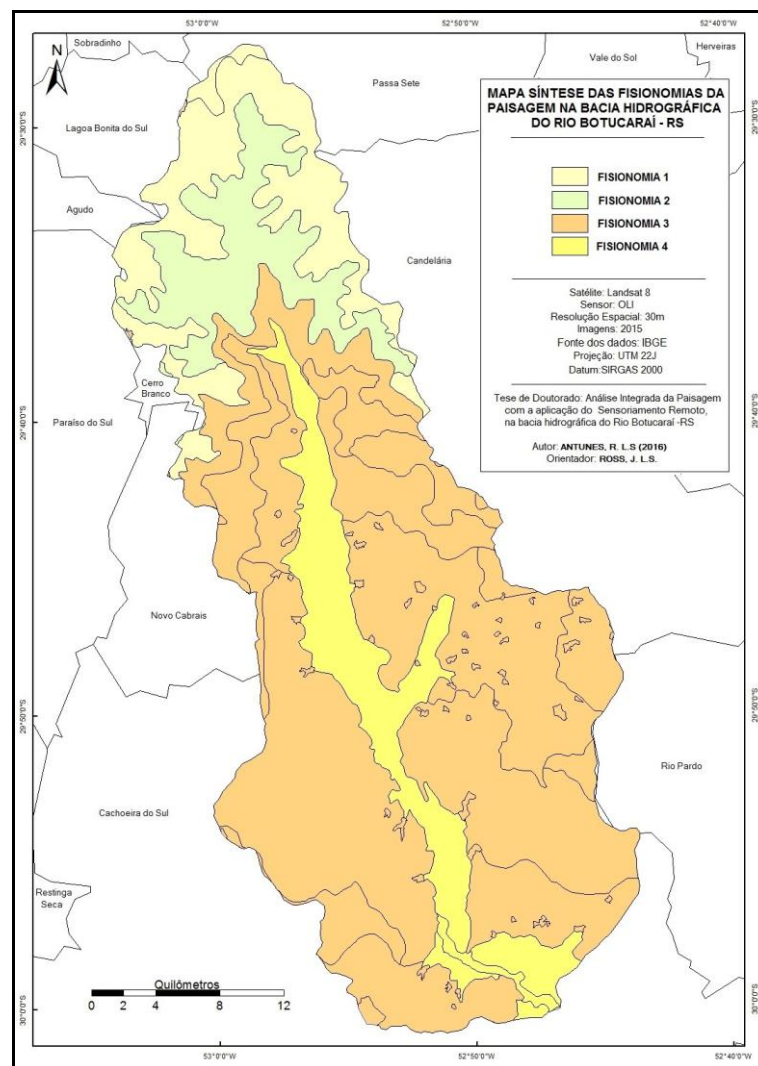 53°0'0"W
52°50'0"W
52°40'0"W
Sobradinho
Herveiras
N
Vale do Sol
Passa Sete
MAPA SÍNTESE DAS FISIONOMIAS DA
PAISAGEM NA BACIA HIDROGRÁFICA
DO RIO BOTUCARAÍ - RS
29°30'0"S
29°30'0"S
Lagoa Bonita do Sul
FISIONOMIA 1
FISIONOMIA 2
FISIONOMIA 3
FISIONOMIA 4
Agudo
Candelária
Satélite: Landsat 8
Sensor: OLI
Resolução Espacial: 30m
Imagens: 2015
Fonte dos dados: IBGE
Projeção: UTM 22J
Datum:SIRGAS 2000
Cerro
Branco
Tese de Doutorado: Análise Integrada da Paisagem
com a aplicação do Sensoriamento Remoto,
na bacia hidrográfica do Rio Botucaraí -RS
Autor: ANTUNES, R. L.S (2016)
Orientador: ROSS, J. L.S.
Paraíso do Sul
29°40'0"S
29°40'0"S
Novo Cabrais
29°50'0"S
29°50'0"S
Rio Pardo
Cachoeira do Sul
Restinga
Seca
Quilômetros
0 2 4 8 12
30°0'0"S
30°0'0"S
53°0'0"W
52°50'0"W
52°40'0"W